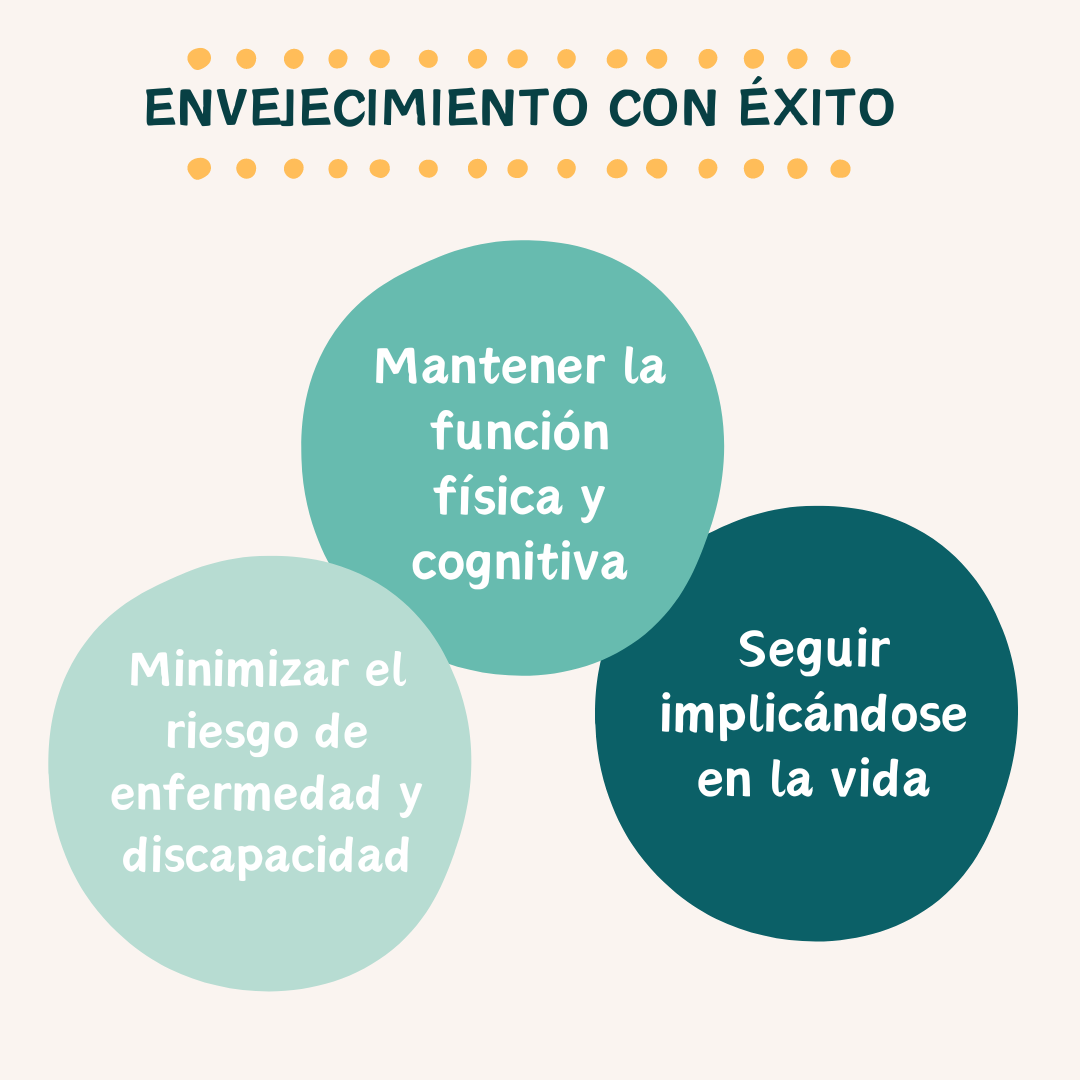 ENVEJECIMIENTO CON ÉXITO
Mantener la
función
física y
cognitiva
Minimizar el
riesgo de
enfermedad y
discapacidad
Seguir
implicándose
en la vida